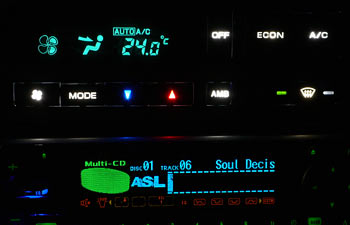 AUTO A/C
24.0°C
OFF
ECON
A/C
MODE
AMB
Multi-CD
DISC 01 TRACK 06 Soul Decis
ASL